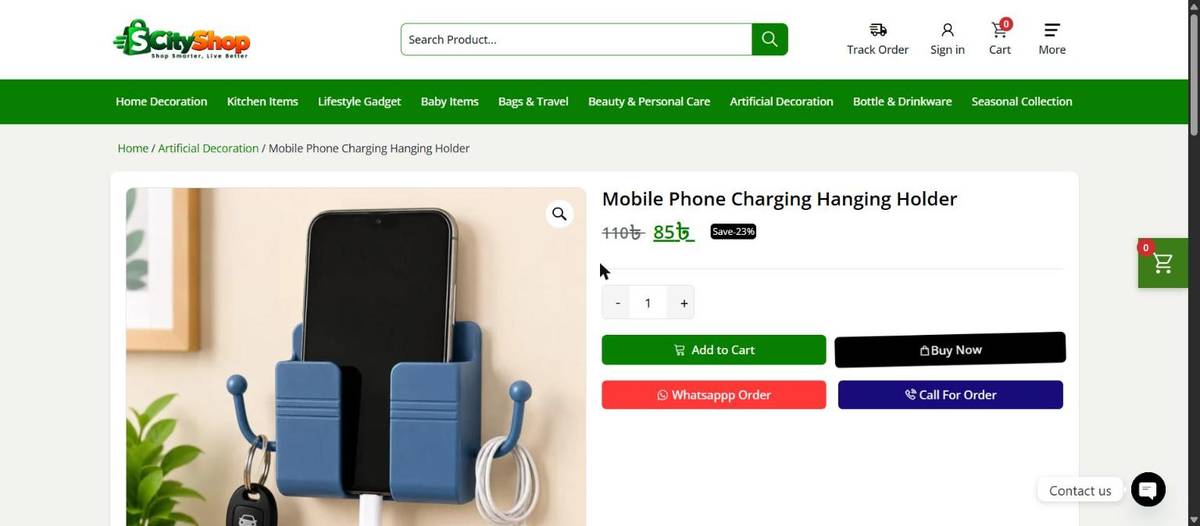 SCityShop
Shop Smarter, Live Better
Search Product...
Track Order
Sign in
0
Cart
More
Home Decoration Kitchen Items Lifestyle Gadget Baby Items Bags & Travel Beauty & Personal Care Artificial Decoration Bottle & Drinkware Seasonal Collection
Home / Artificial Decoration / Mobile Phone Charging Hanging Holder
Mobile Phone Charging Hanging Holder
110৳ 85৳ Save-23%
0
- 1 +
Add to Cart Buy Now
Whatsappp Order Call For Order
Contact us